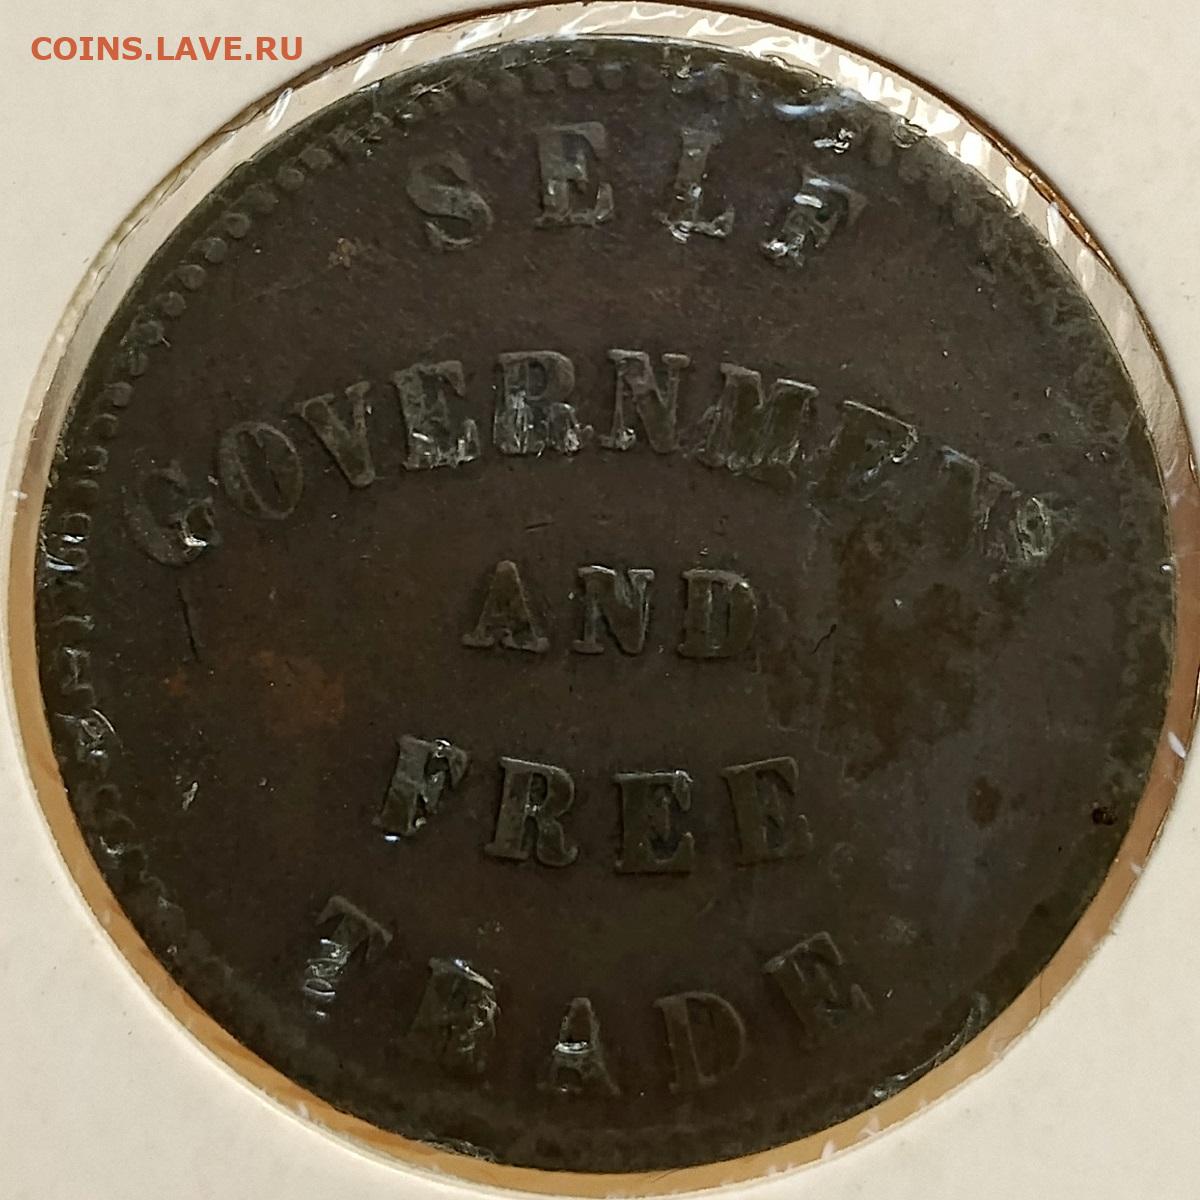 COINS.LAVE.RU
SELF
GOVERNMENT
AND
FREE
TRADE